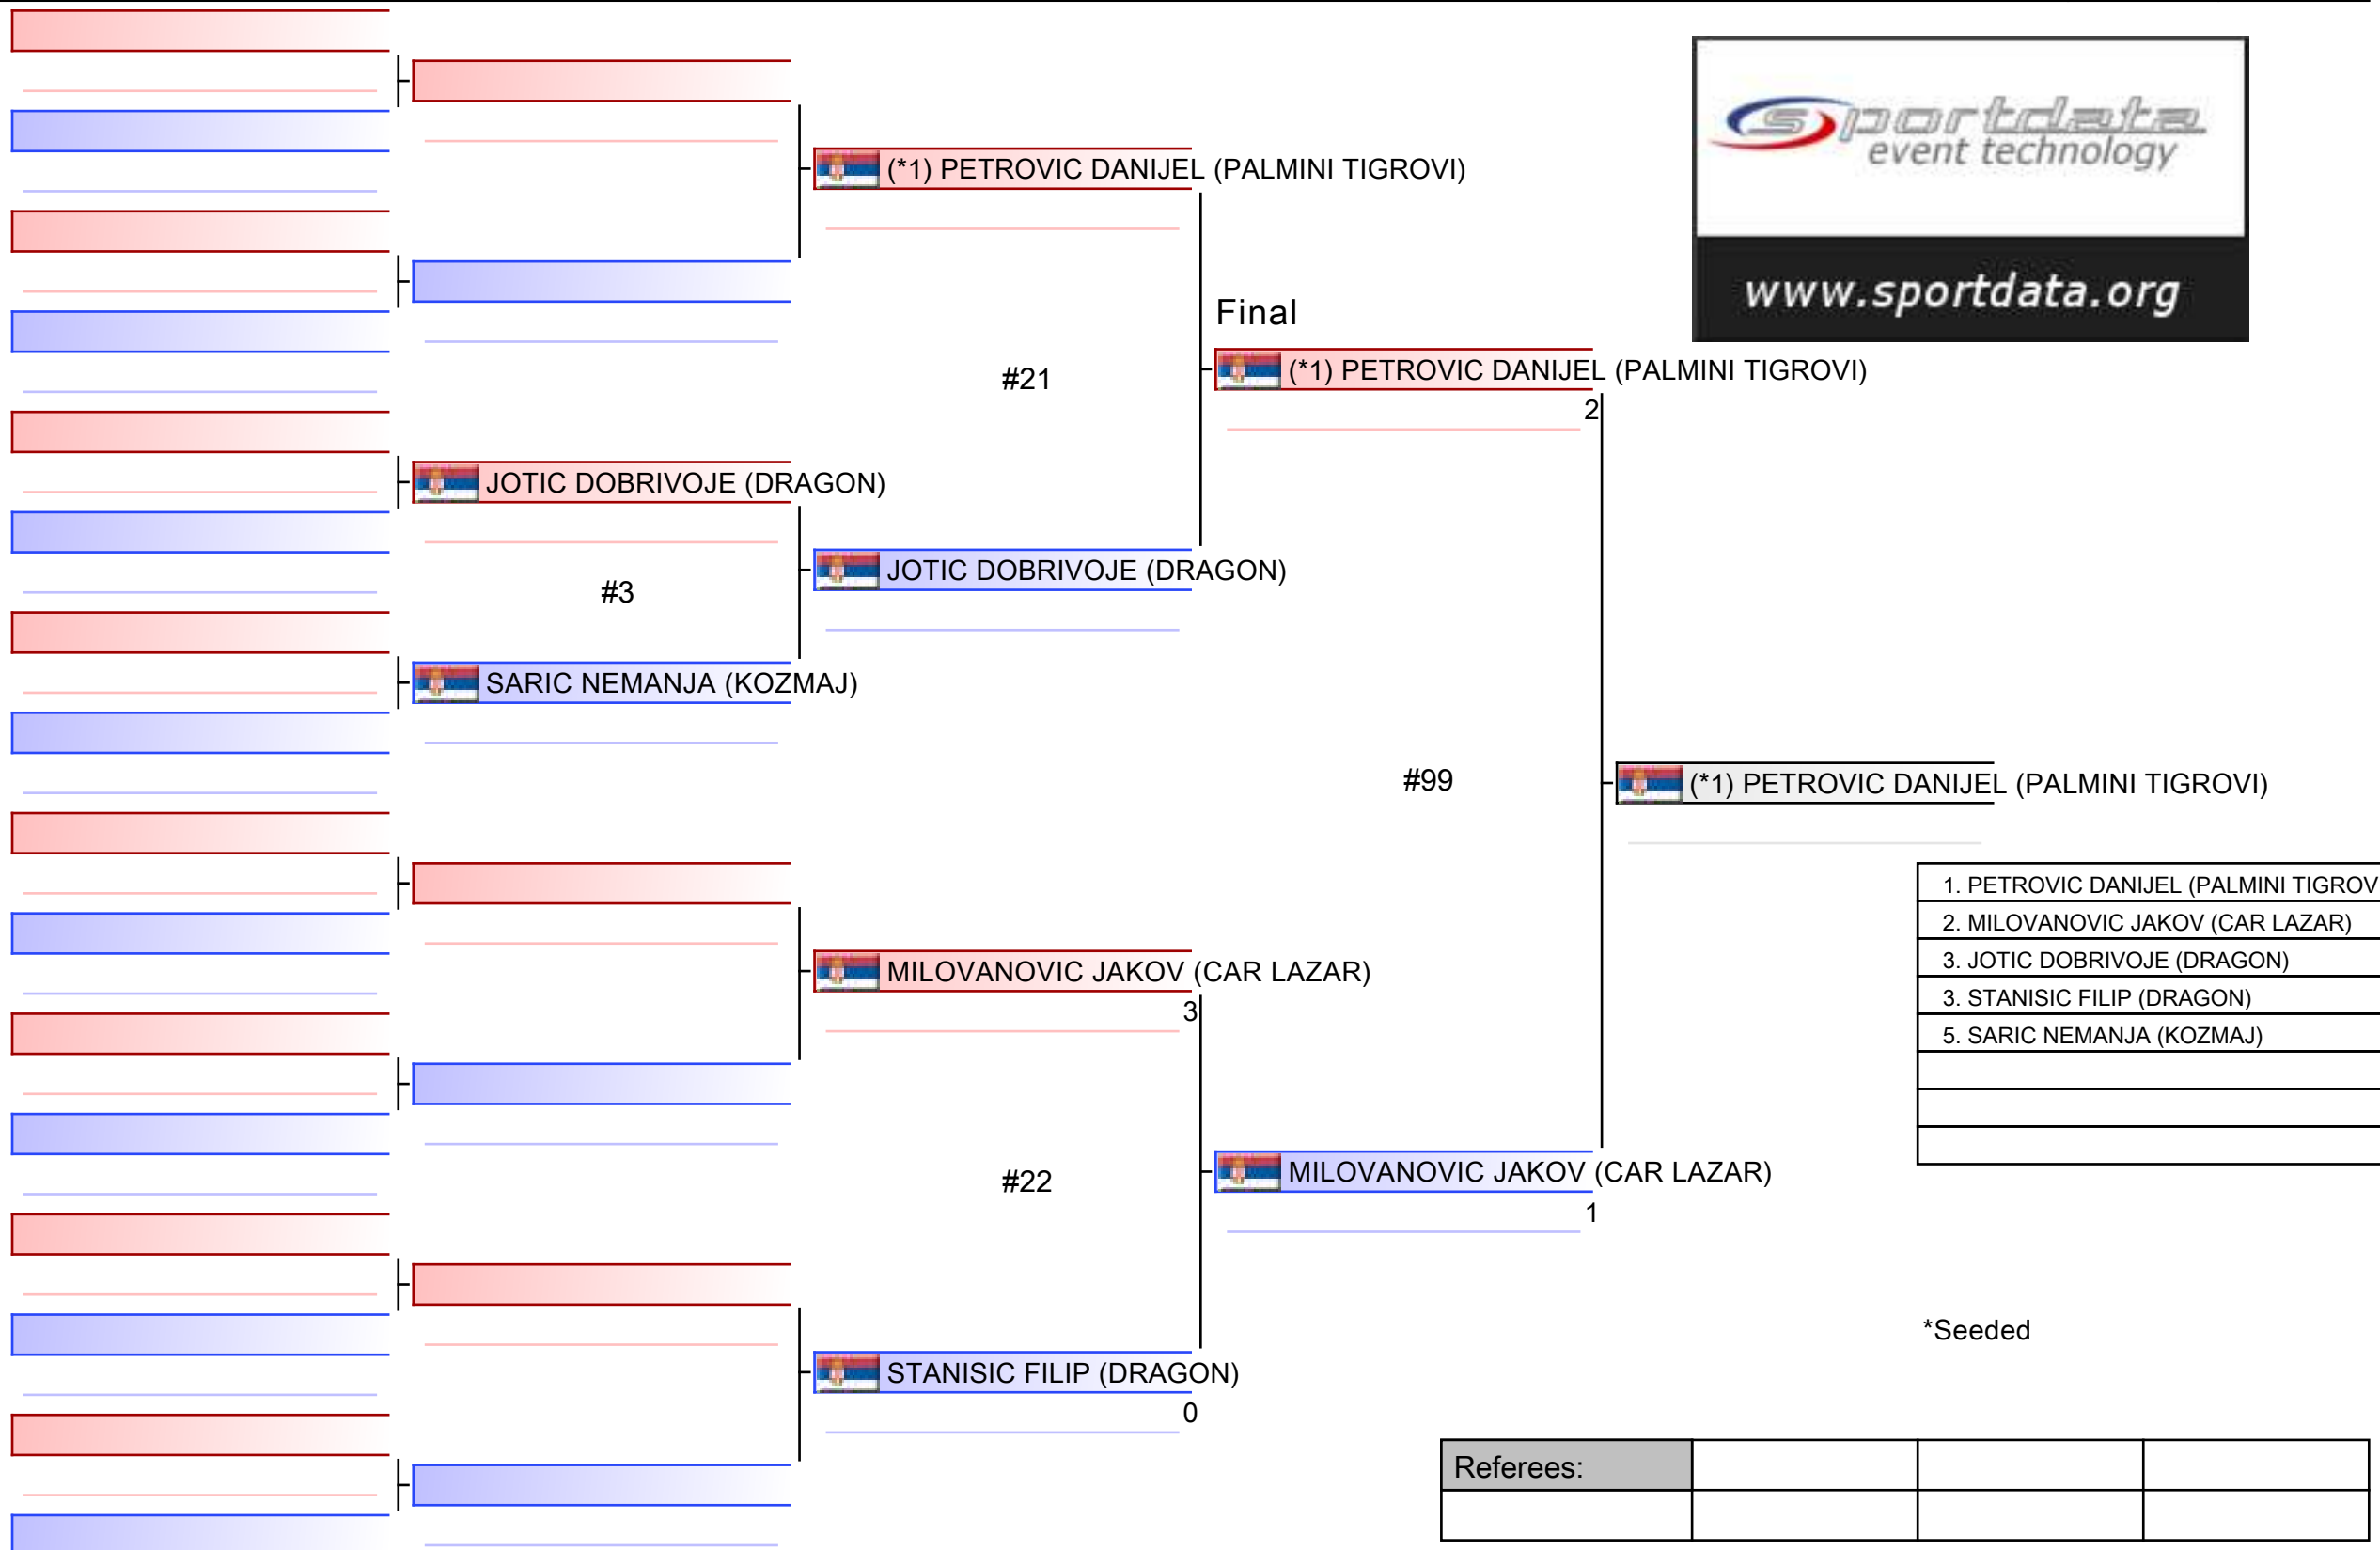 sportdata
event technology
www.sportdata.org
(*1) PETROVIC DANIJEL (PALMINI TIGROVI)
Final
#21
(*1) PETROVIC DANIJEL (PALMINI TIGROVI)
2
JOTIC DOBRIVOJE (DRAGON)
JOTIC DOBRIVOJE (DRAGON)
#3
SARIC NEMANJA (KOZMAJ)
#99
(*1) PETROVIC DANIJEL (PALMINI TIGROVI)
1. PETROVIC DANIJEL (PALMINI TIGROV
2. MILOVANOVIC JAKOV (CAR LAZAR)
3. JOTIC DOBRIVOJE (DRAGON)
3. STANISIC FILIP (DRAGON)
5. SARIC NEMANJA (KOZMAJ)
MILOVANOVIC JAKOV (CAR LAZAR)
3
#22
MILOVANOVIC JAKOV (CAR LAZAR)
1
*Seeded
STANISIC FILIP (DRAGON)
0
Referees: